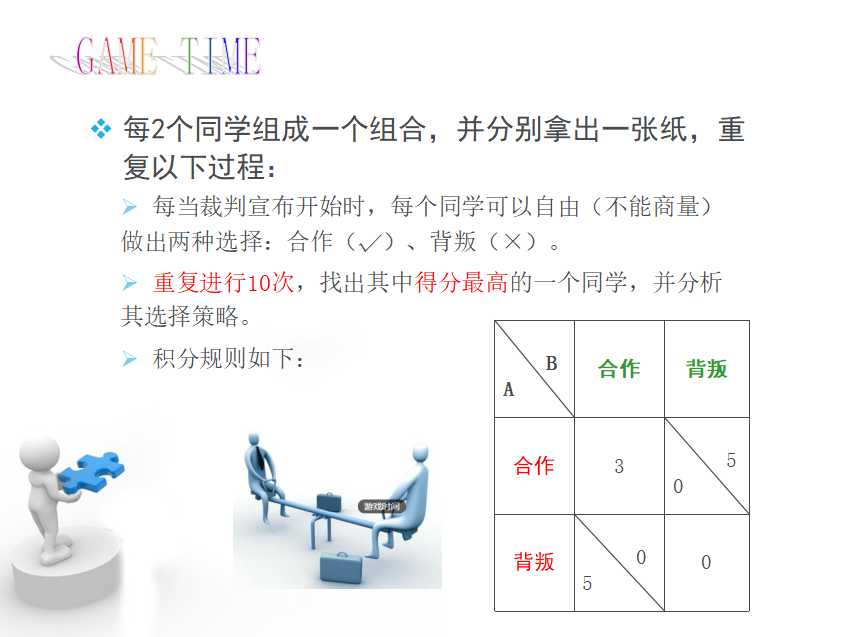 GAME TIME
每2个同学组成一个组合，并分别拿出一张纸，重
复以下过程：
每当裁判宣布开始时，每个同学可以自由（不能商量）
做出两种选择：合作（√）、背叛（×）。
重复进行10次，找出其中得分最高的一个同学，并分析
其选择策略。
积分规则如下：
B
A
合作
背叛
合作
3
5
0
背叛
0
5
0
游戏时间